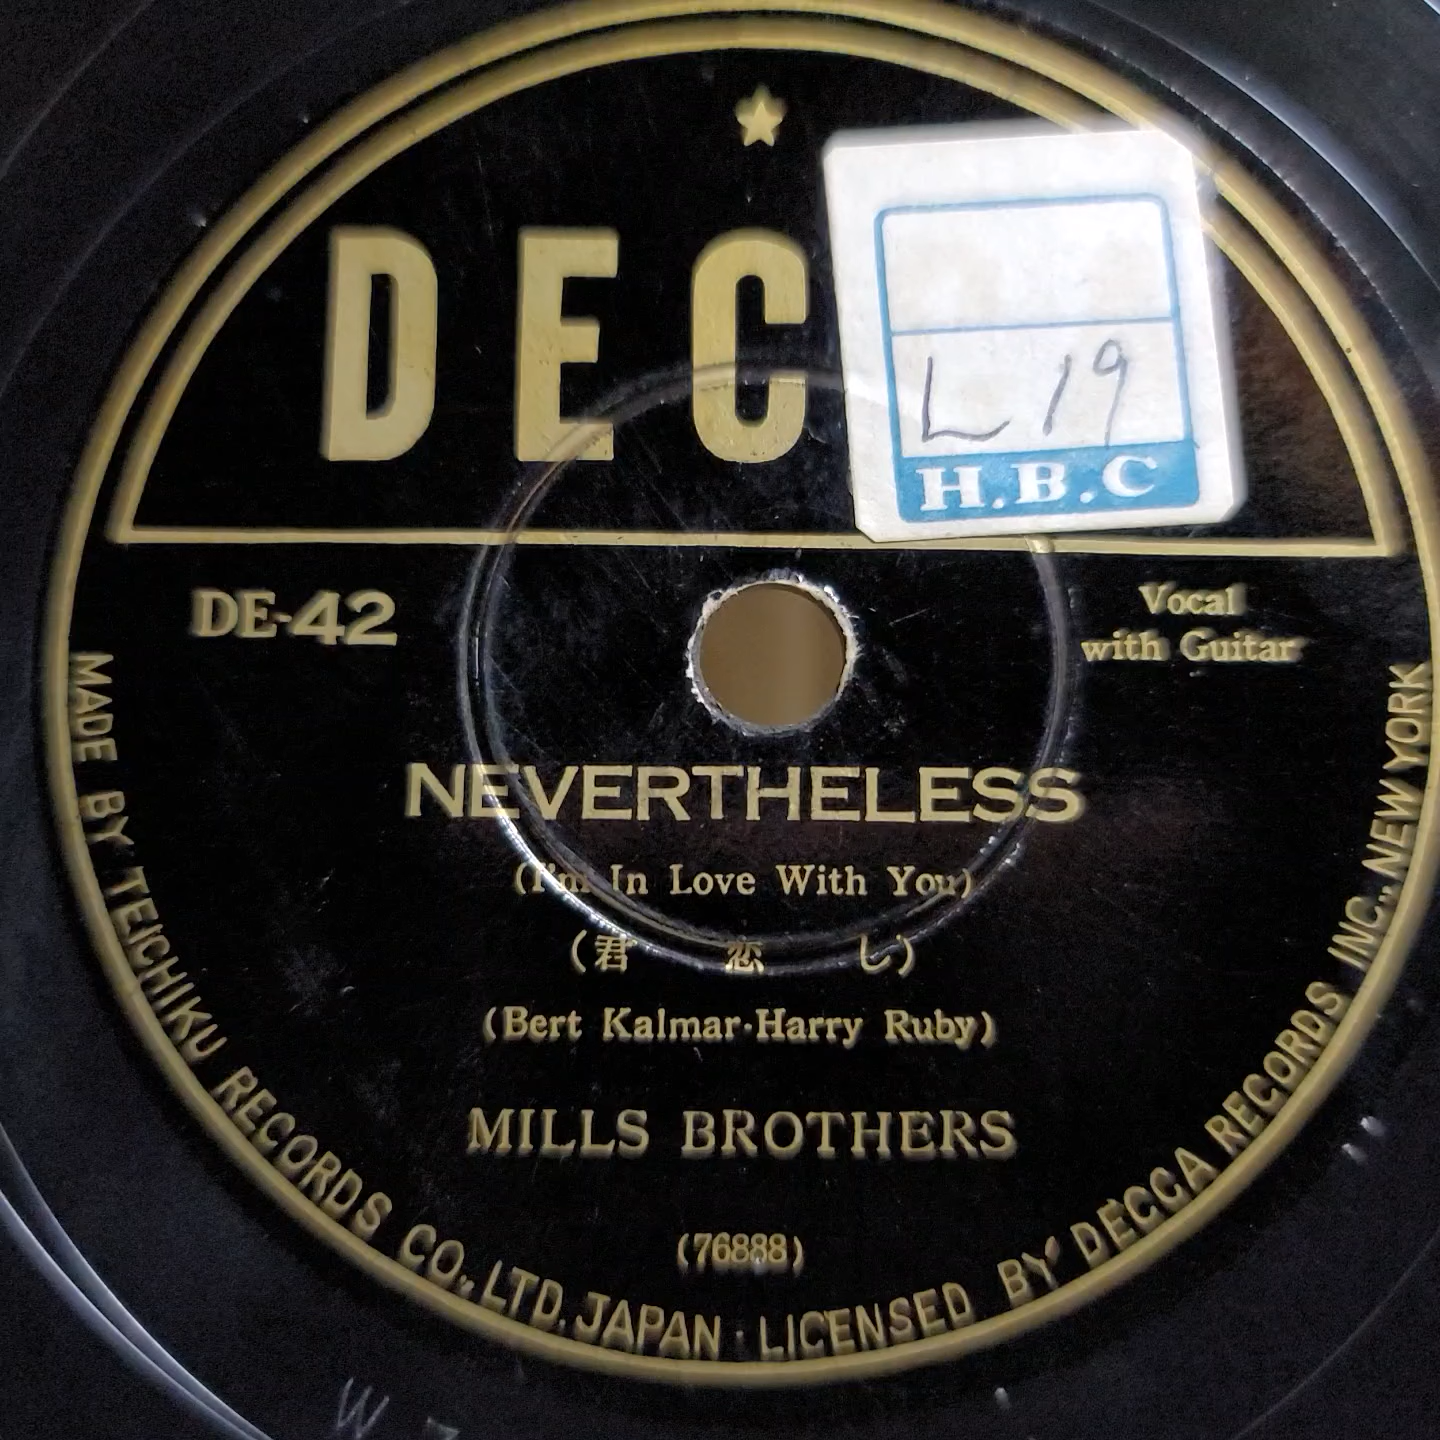 DEC
L 19
H.B.C
DE-42
Vocal
with Guitar
NEVERTHELESS
(I'm In Love With You)
(君 恋 し)
(Bert Kalmar·Harry Ruby)
MILLS BROTHERS
(76888)
MADE BY TEICHIKU RECORDS CO., LTD. JAPAN · LICENSED BY DECCA RECORDS INC., NEW YORK
W